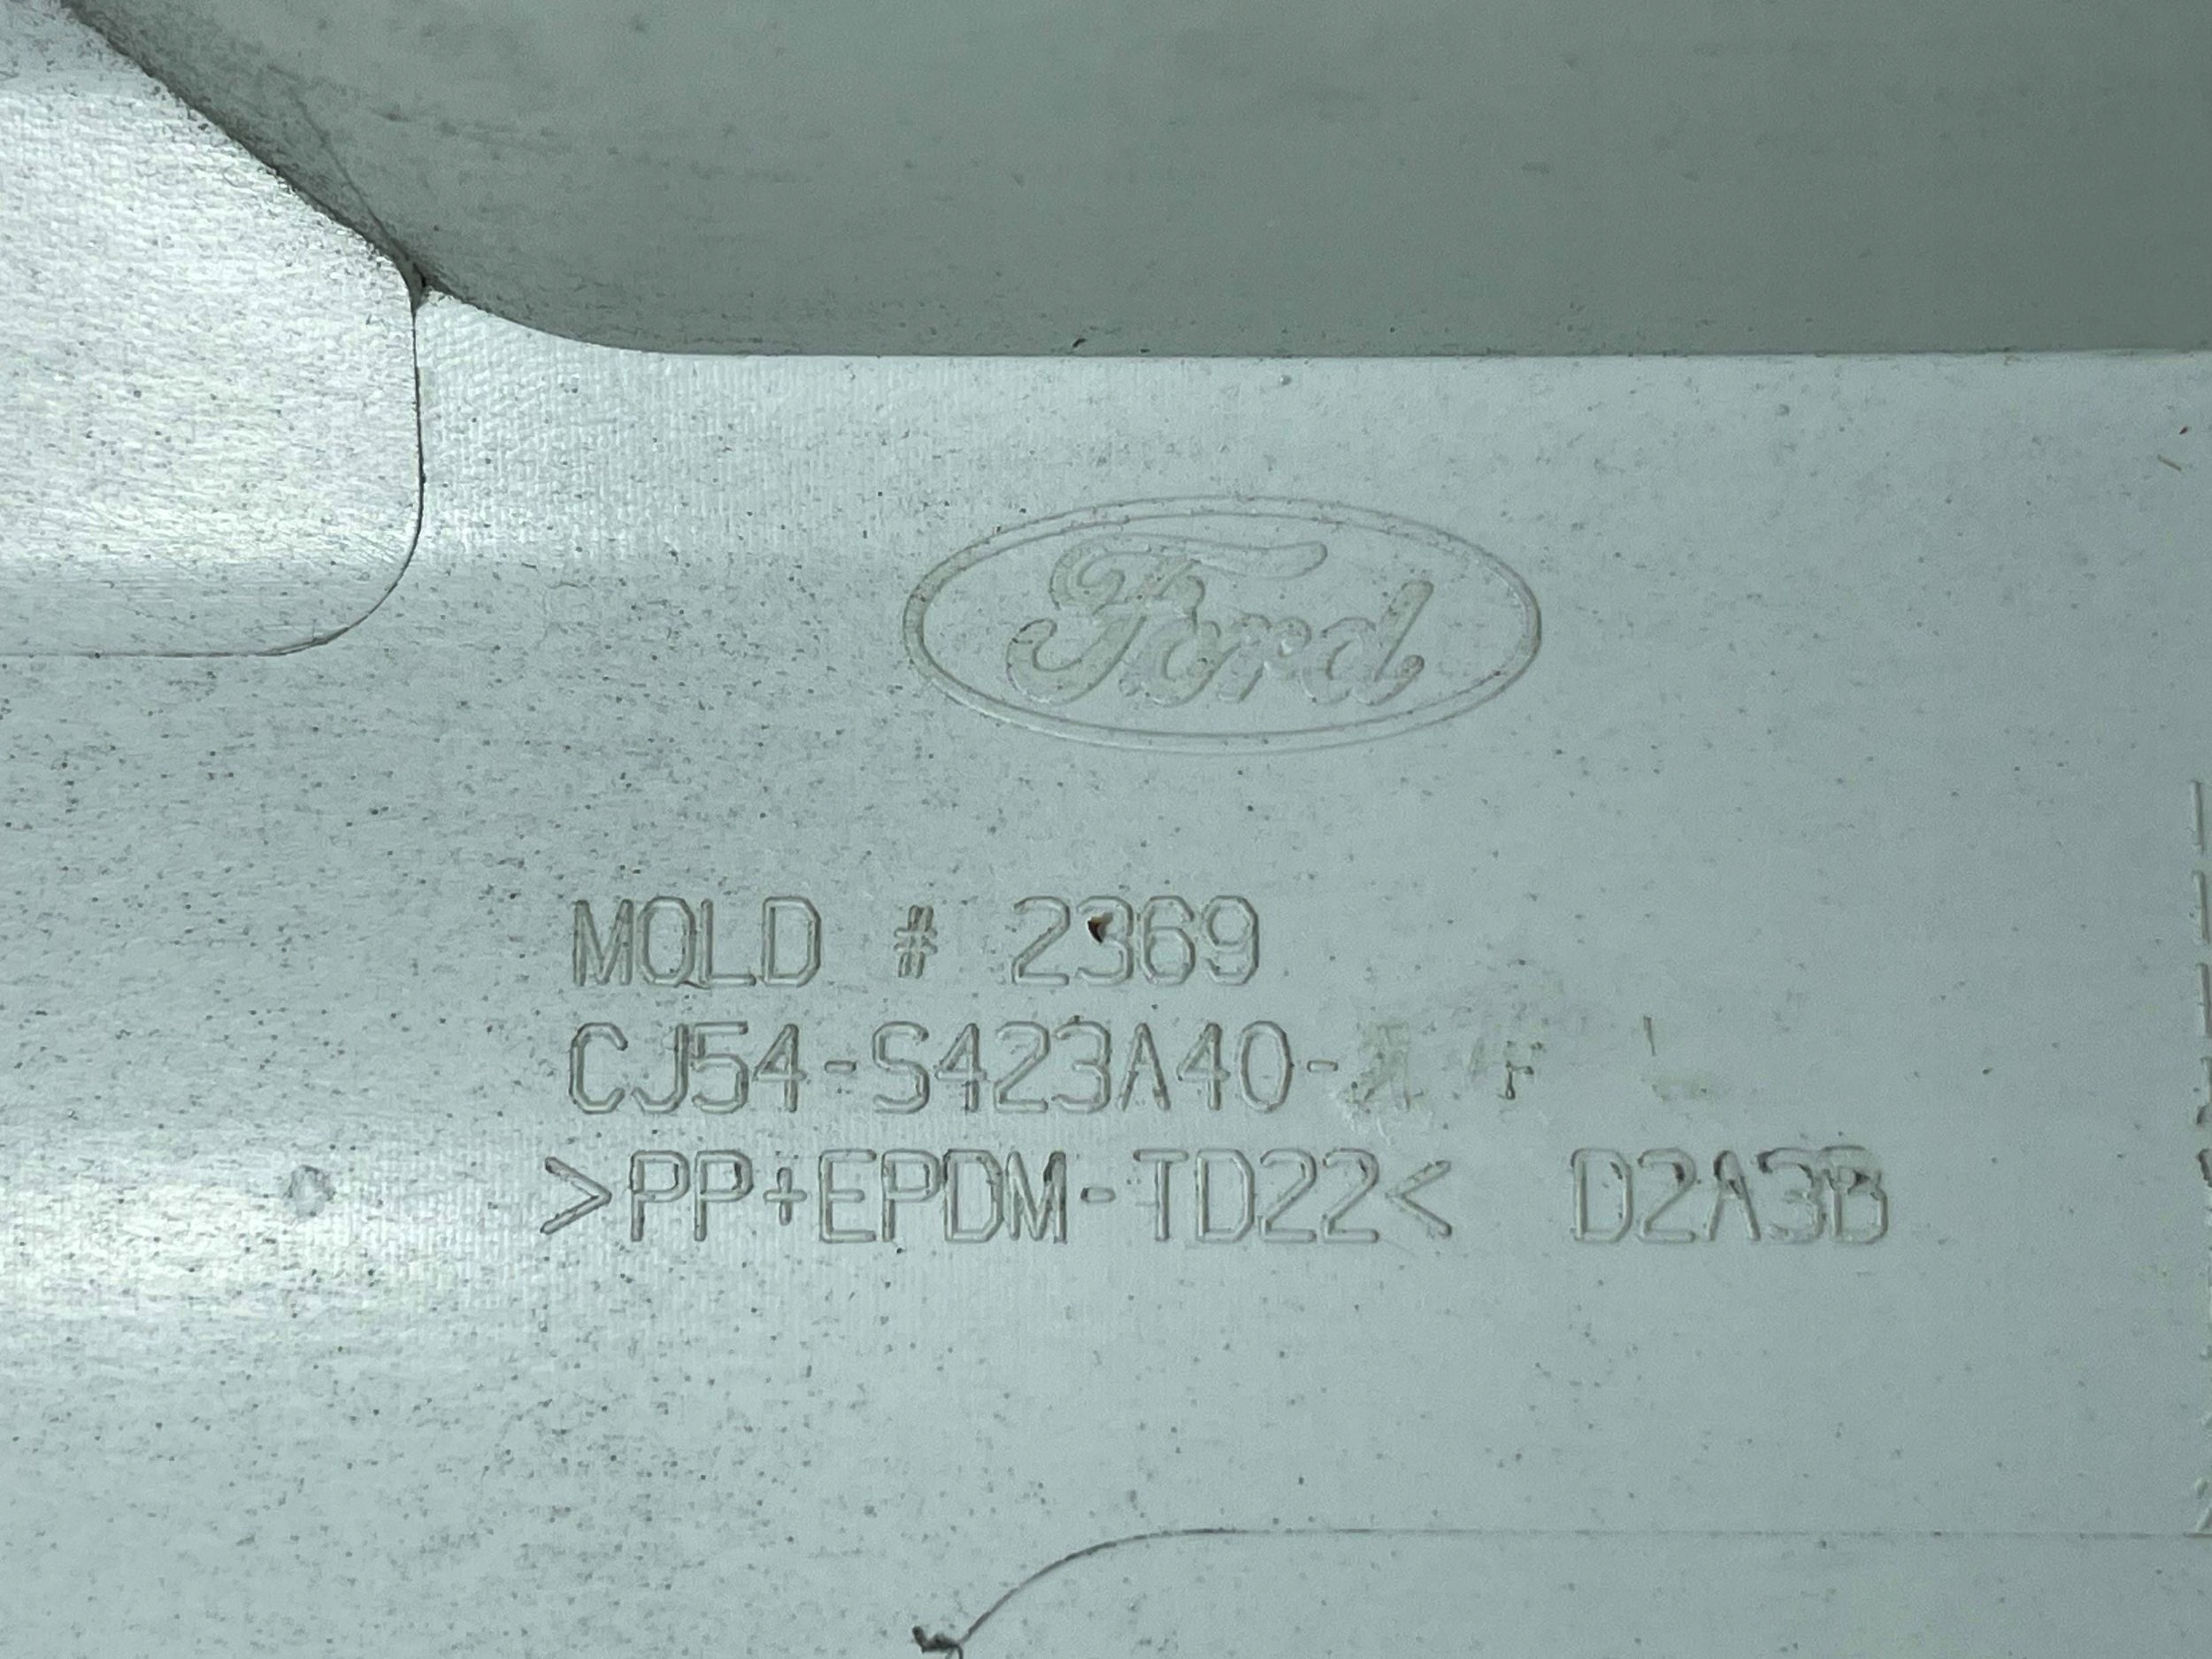 Ford
MOLD # 2369
CJ54-S423A40-
>PP+EPDM-TD22< D2A3B